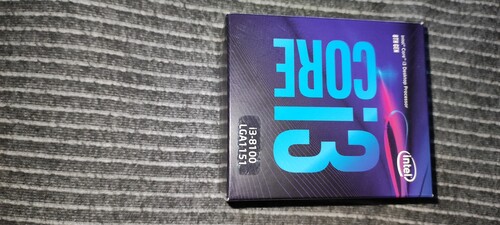 Intel® Core™ i3 Desktop Processor
8TH GEN
CORE
i3
intel
i3-8100
LGA1151